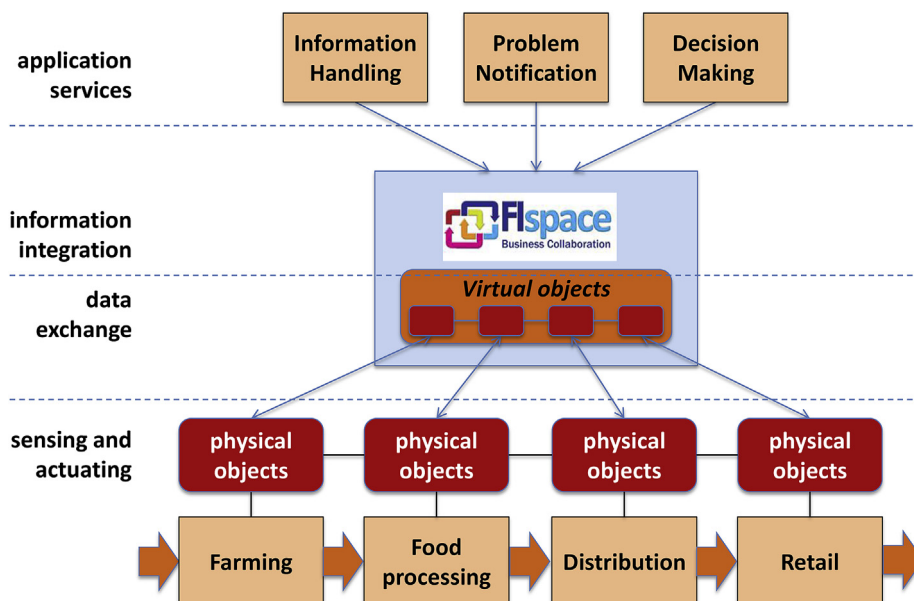 application
services
Information
Handling
Problem
Notification
Decision
Making
information
integration
FIspace
Business Collaboration
data
exchange
Virtual objects
sensing and
actuating
physical
objects
physical
objects
physical
objects
physical
objects
Farming
Food
processing
Distribution
Retail